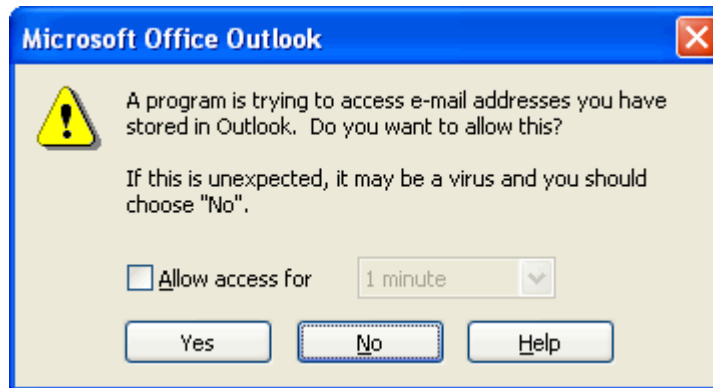 Microsoft Office Outlook
A program is trying to access e-mail addresses you have
stored in Outlook.  Do you want to allow this?
If this is unexpected, it may be a virus and you should
choose "No".
Allow access for 1 minute
Yes No Help